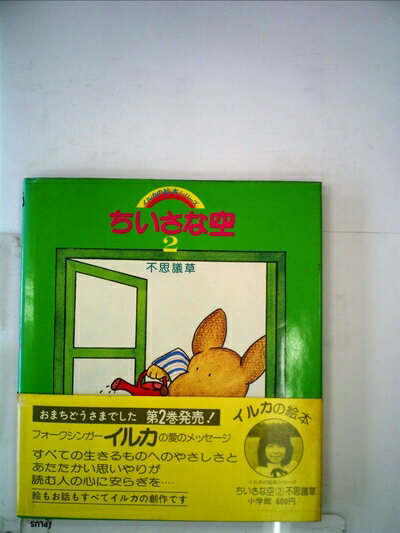 イルカの絵本シリーズ
ちいさな空
2
不思議草
おまちどうさまでした 第2巻発売!
フォークシンガーイルカの愛のメッセージ
すべての生きるものへのやさしさと
あたたかい思いやりが
読む人の心に安らぎを……
絵もお話もすべてイルカの創作です
イルカの絵本
イルカの絵本シリーズ
ちいさな空②不思議草
小学館 600円
PLUS